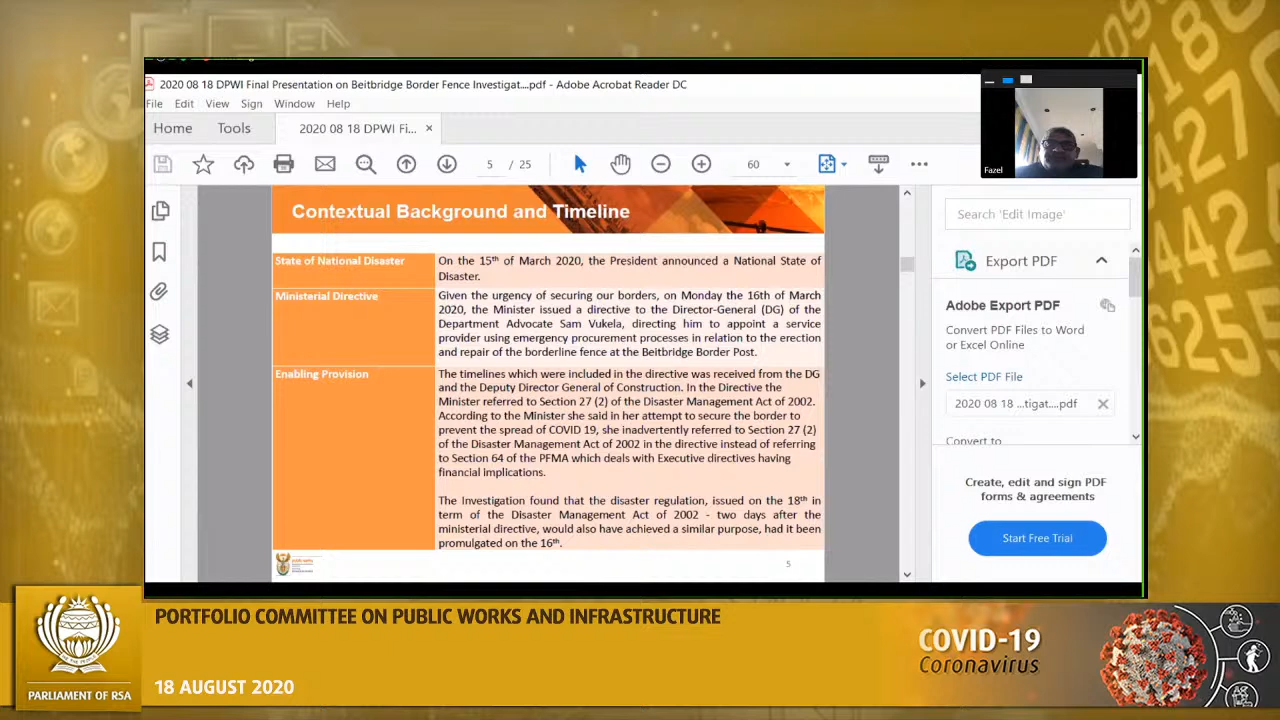 2020 08 18 DPWI Final Presentation on Beitbridge Border Fence Investigat....pdf - Adobe Acrobat Reader DC
File Edit View Sign Window Help
Home Tools 2020 08 18 DPWI Fi... ×
5 / 25 60
Fazel
Contextual Background and Timeline
State of National Disaster
On the 15th of March 2020, the President announced a National State of
Disaster.
Ministerial Directive
Given the urgency of securing our borders, on Monday the 16th of March
2020, the Minister issued a directive to the Director-General (DG) of the
Department Advocate Sam Vukela, directing him to appoint a service
provider using emergency procurement processes in relation to the erection
and repair of the borderline fence at the Beitbridge Border Post.
Enabling Provision
The timelines which were included in the directive was received from the DG
and the Deputy Director General of Construction. In the Directive the
Minister referred to Section 27 (2) of the Disaster Management Act of 2002.
According to the Minister she said in her attempt to secure the border to
prevent the spread of COVID 19, she inadvertently referred to Section 27 (2)
of the Disaster Management Act of 2002 in the directive instead of referring
to Section 64 of the PFMA which deals with Executive directives having
financial implications.
The Investigation found that the disaster regulation, issued on the 18th in
term of the Disaster Management Act of 2002 - two days after the
ministerial directive, would also have achieved a similar purpose, had it been
promulgated on the 16th.
5
Search 'Edit Image'
Export PDF
Adobe Export PDF
Convert PDF Files to Word
or Excel Online
Select PDF File
2020 08 18 ...tigat....pdf ×
Convert to
Create, edit and sign PDF
forms & agreements
Start Free Trial
PORTFOLIO COMMITTEE ON PUBLIC WORKS AND INFRASTRUCTURE
18 AUGUST 2020
PARLIAMENT OF RSA
COVID-19
Coronavirus